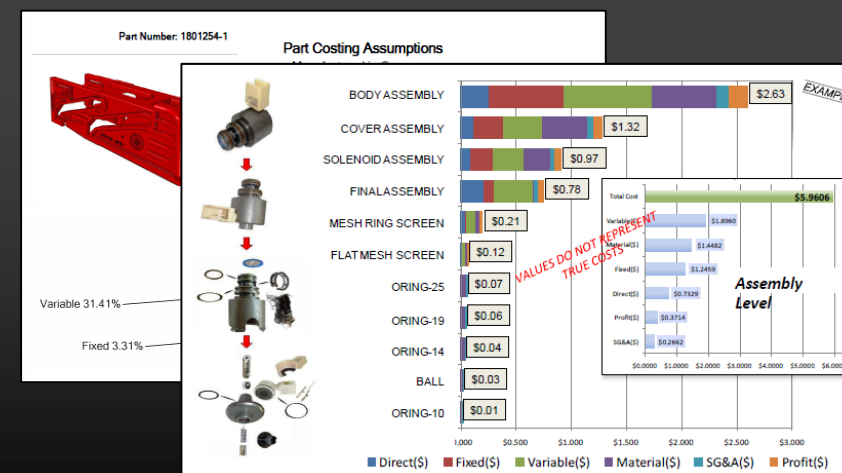 Part Number: 1801254-1
Part Costing Assumptions
Variable 31.41%
Fixed 3.31%
BODY ASSEMBLY
$2.63
COVER ASSEMBLY
$1.32
SOLENOID ASSEMBLY
$0.97
FINAL ASSEMBLY
$0.78
MESH RING SCREEN
$0.21
FLAT MESH SCREEN
$0.12
ORING-25
$0.07
ORING-19
$0.06
ORING-14
$0.04
BALL
$0.03
ORING-10
$0.01
).000 $0.500 $1.000 $1.500 $2.000 $2.500 $3.000
Direct($) Fixed($) Variable($) Material($) SG&A($) Profit($)
EXAMPLE
VALUES DO NOT REPRESENT
TRUE COSTS
Total Cost
$5.9606
Variable($)
$1.8960
Material($)
$1.4482
Fixed($)
$1.2459
Direct($)
$0.7329
Profit($)
$0.3714
SG&A($)
$0.2662
Assembly
Level
$0.0000 $1.0000 $2.0000 $3.0000 $4.0000 $5.0000 $6.000